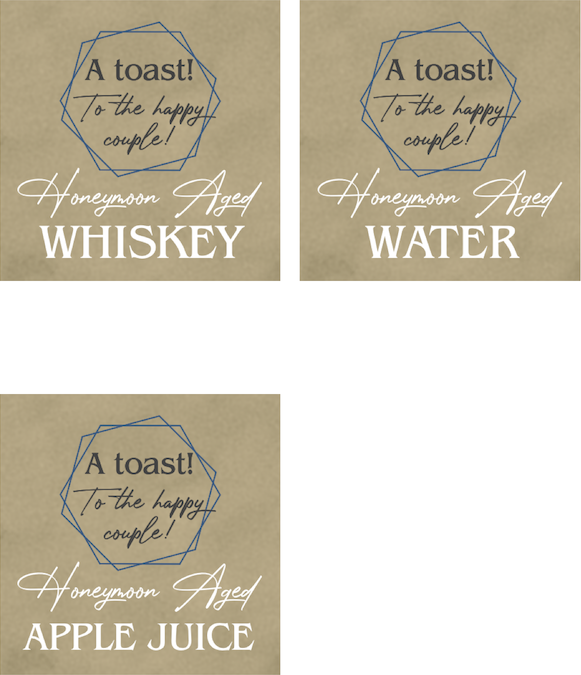 A toast!
To the happy
couple!
Honeymoon Aged
WHISKEY
A toast!
To the happy
couple!
Honeymoon Aged
WATER
A toast!
To the happy
couple!
Honeymoon Aged
APPLE JUICE